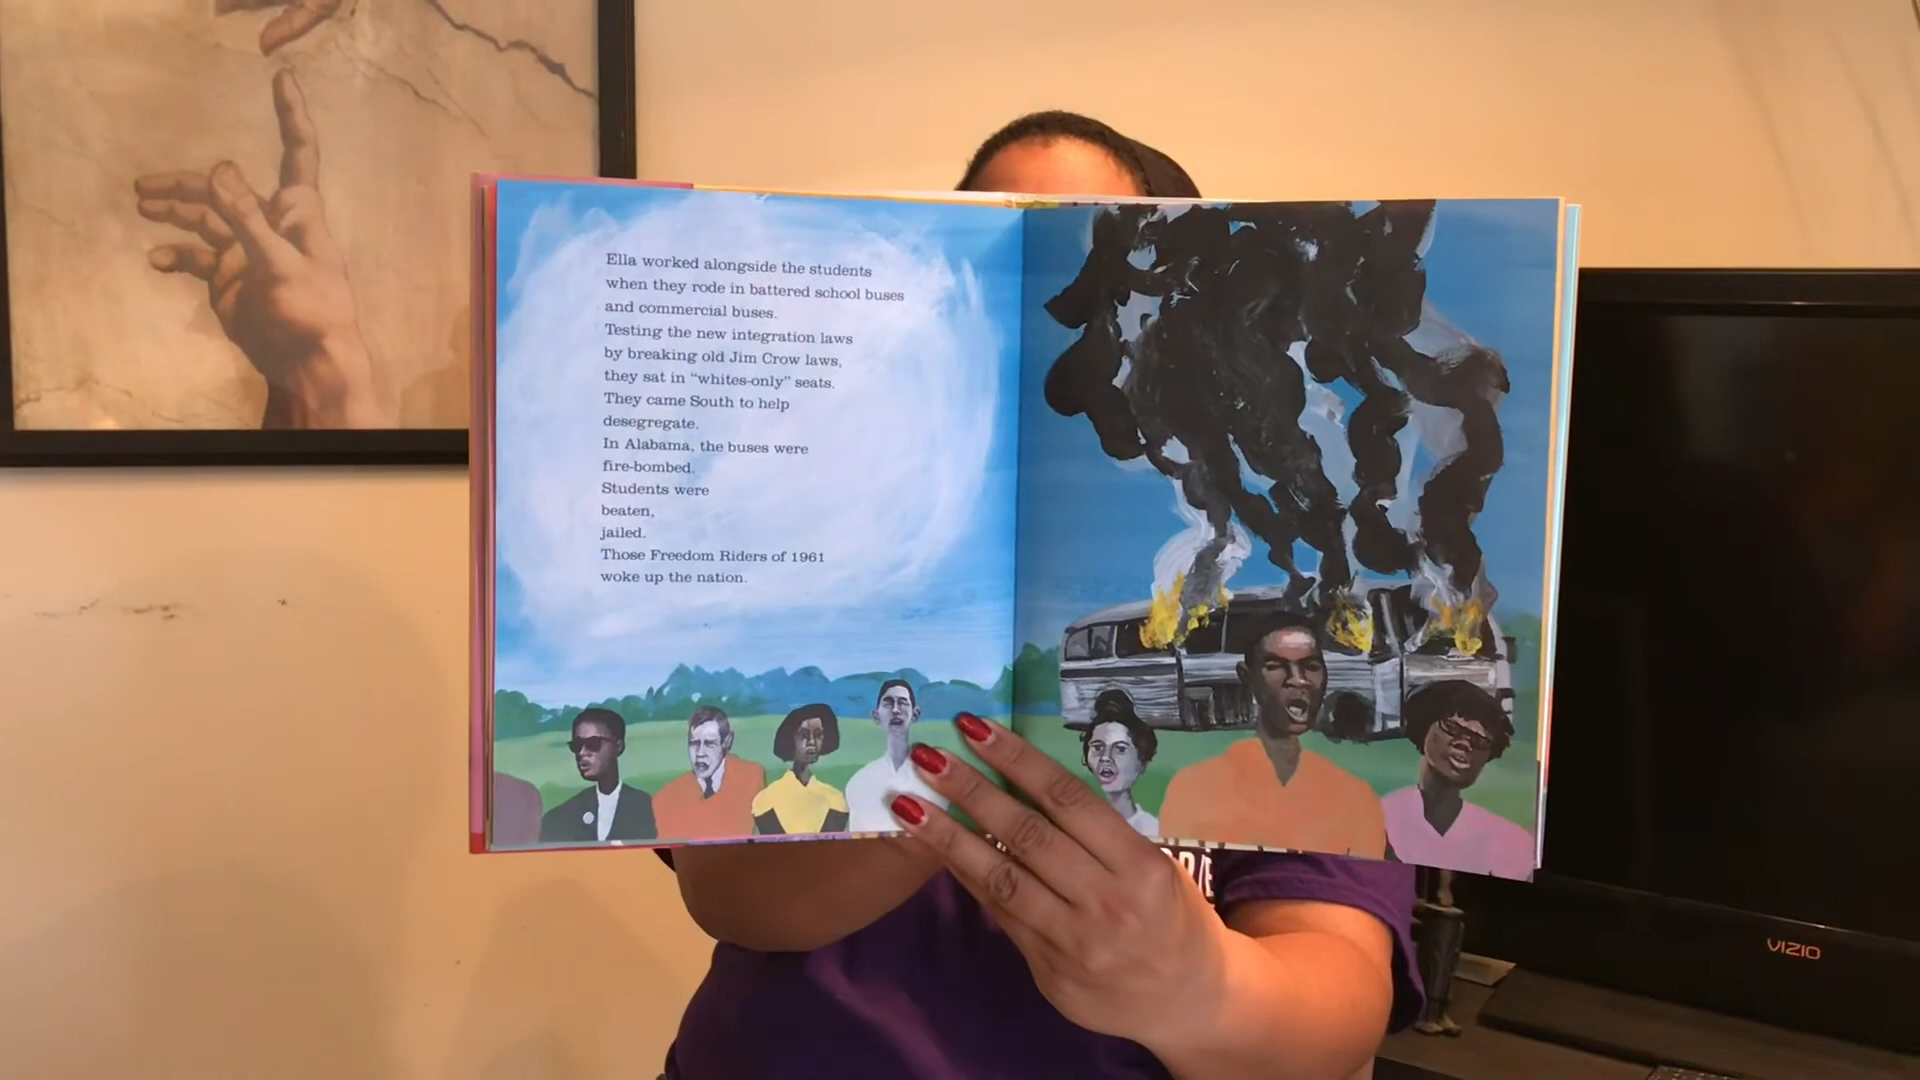 Ella worked alongside the students
when they rode in battered school buses
and commercial buses.
Testing the new integration laws
by breaking old Jim Crow laws,
they sat in “whites-only” seats.
They came South to help
desegregate.
In Alabama, the buses were
fire-bombed.
Students were
beaten,
jailed.
Those Freedom Riders of 1961
woke up the nation.
VIZIO